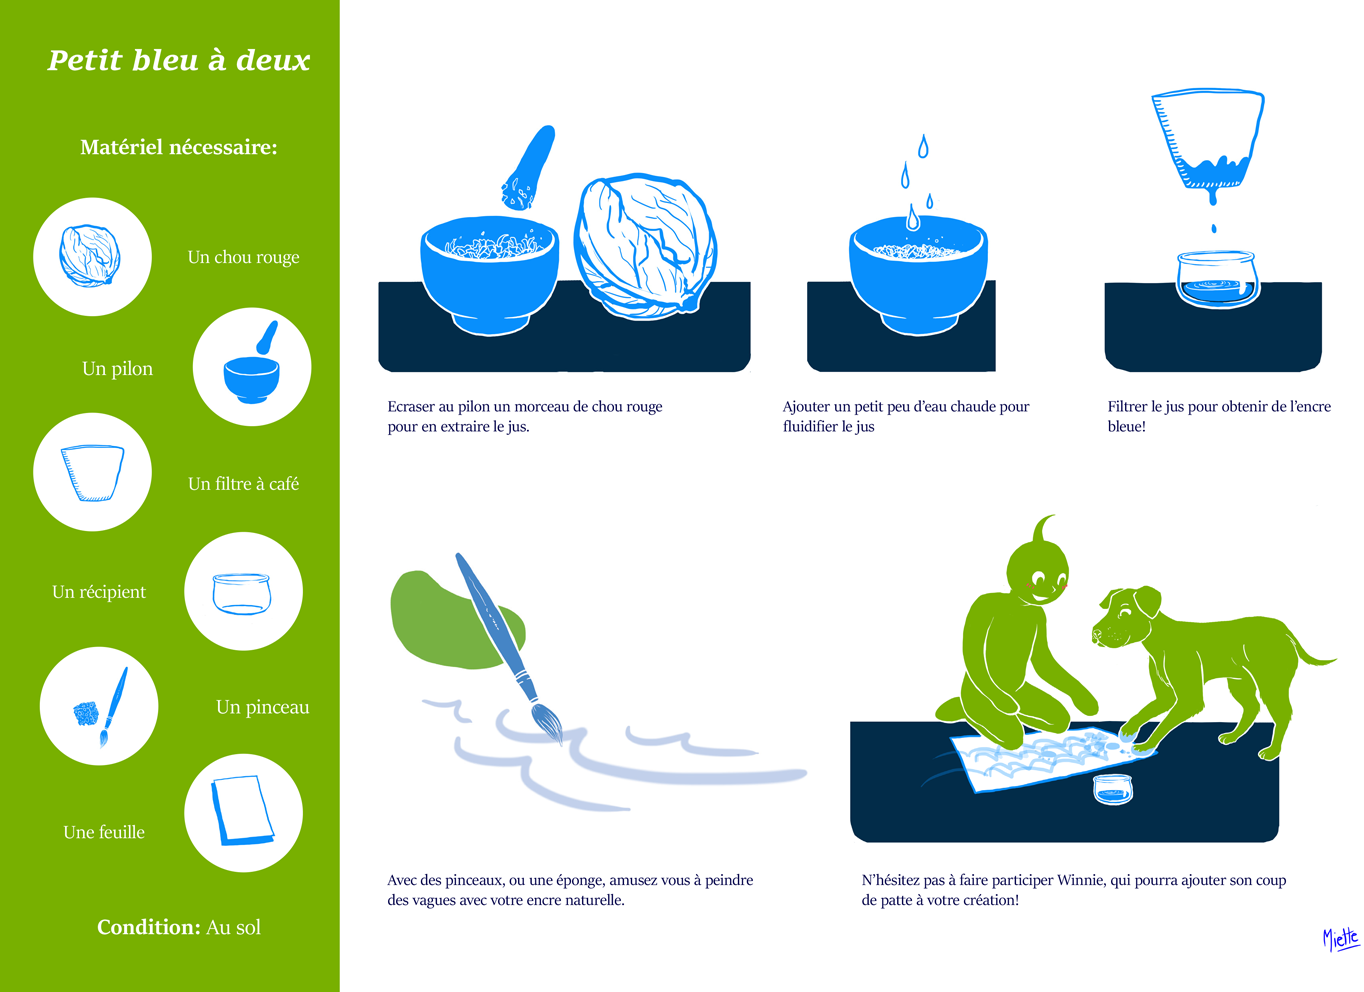 Petit bleu à deux
Matériel nécessaire:
Un chou rouge
Un pilon
Un filtre à café
Un récipient
Un pinceau
Une feuille
Condition: Au sol
Ecraser au pilon un morceau de chou rouge
pour en extraire le jus.
Ajouter un petit peu d'eau chaude pour
fluidifier le jus
Filtrer le jus pour obtenir de l'encre
bleue!
Avec des pinceaux, ou une éponge, amusez vous à peindre
des vagues avec votre encre naturelle.
N'hésitez pas à faire participer Winnie, qui pourra ajouter son coup
de patte à votre création!
Miette